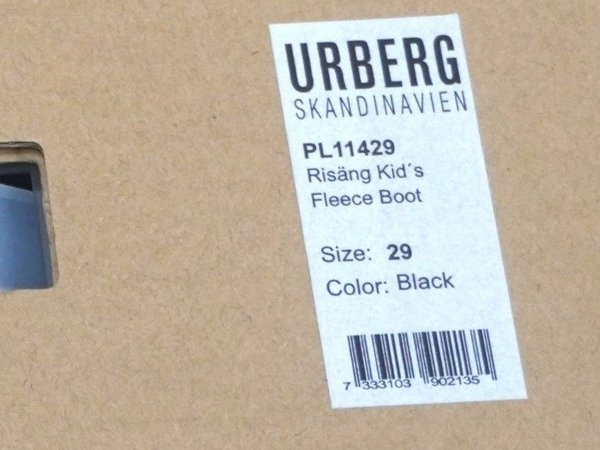 URBERG
SKANDINAVIEN
PL11429
Risäng Kid´s
Fleece Boot
Size: 29
Color: Black
7 333103 902135